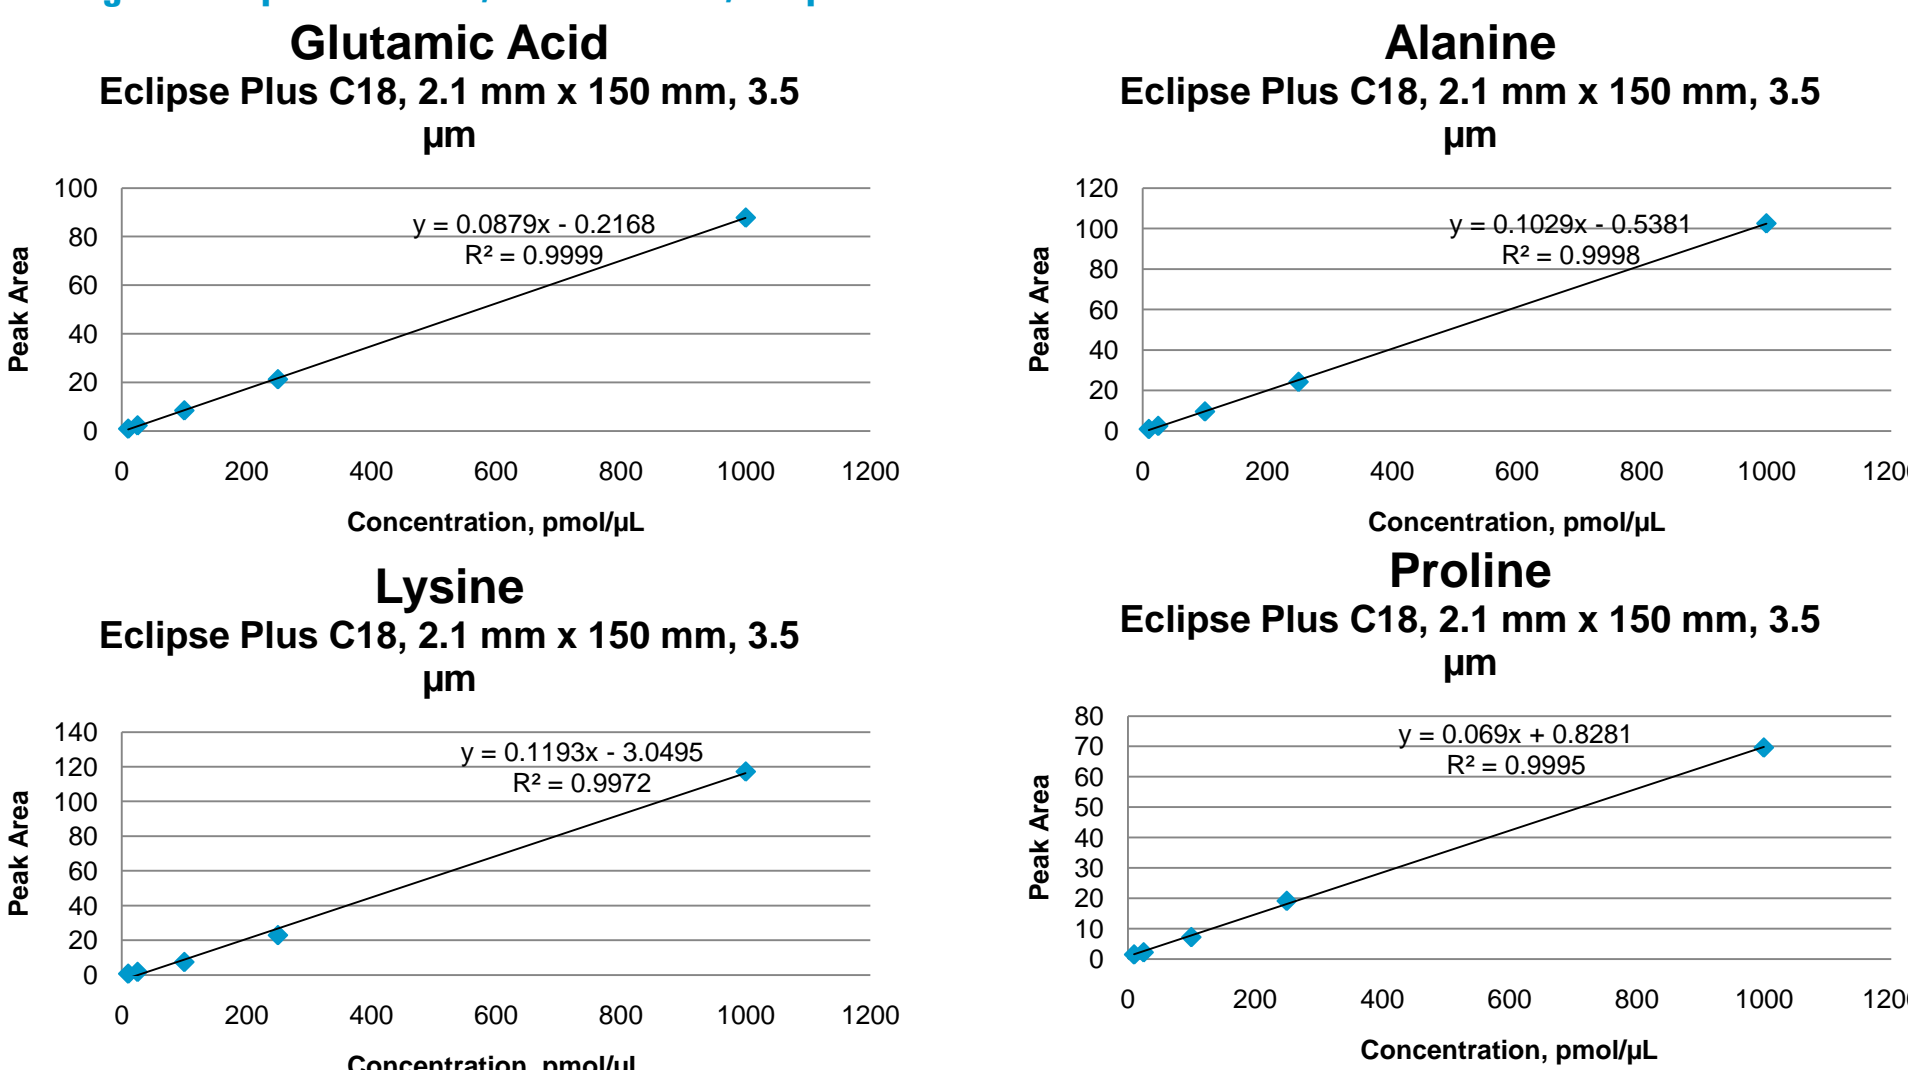 Glutamic Acid
Eclipse Plus C18, 2.1 mm x 150 mm, 3.5
µm
100
80
60
40
20
0
Peak Area
y = 0.0879x - 0.2168
R² = 0.9999
0 200 400 600 800 1000 1200
Concentration, pmol/µL
Alanine
Eclipse Plus C18, 2.1 mm x 150 mm, 3.5
µm
120
100
80
60
40
20
0
Peak Area
y = 0.1029x - 0.5381
R² = 0.9998
0 200 400 600 800 1000 120
Concentration, pmol/µL
Lysine
Eclipse Plus C18, 2.1 mm x 150 mm, 3.5
µm
140
120
100
80
60
40
20
0
Peak Area
y = 0.1193x - 3.0495
R² = 0.9972
0 200 400 600 800 1000 1200
Concentration, pmol/µL
Proline
Eclipse Plus C18, 2.1 mm x 150 mm, 3.5
µm
80
70
60
50
40
30
20
10
0
Peak Area
y = 0.069x + 0.8281
R² = 0.9995
0 200 400 600 800 1000 120
Concentration, pmol/µL